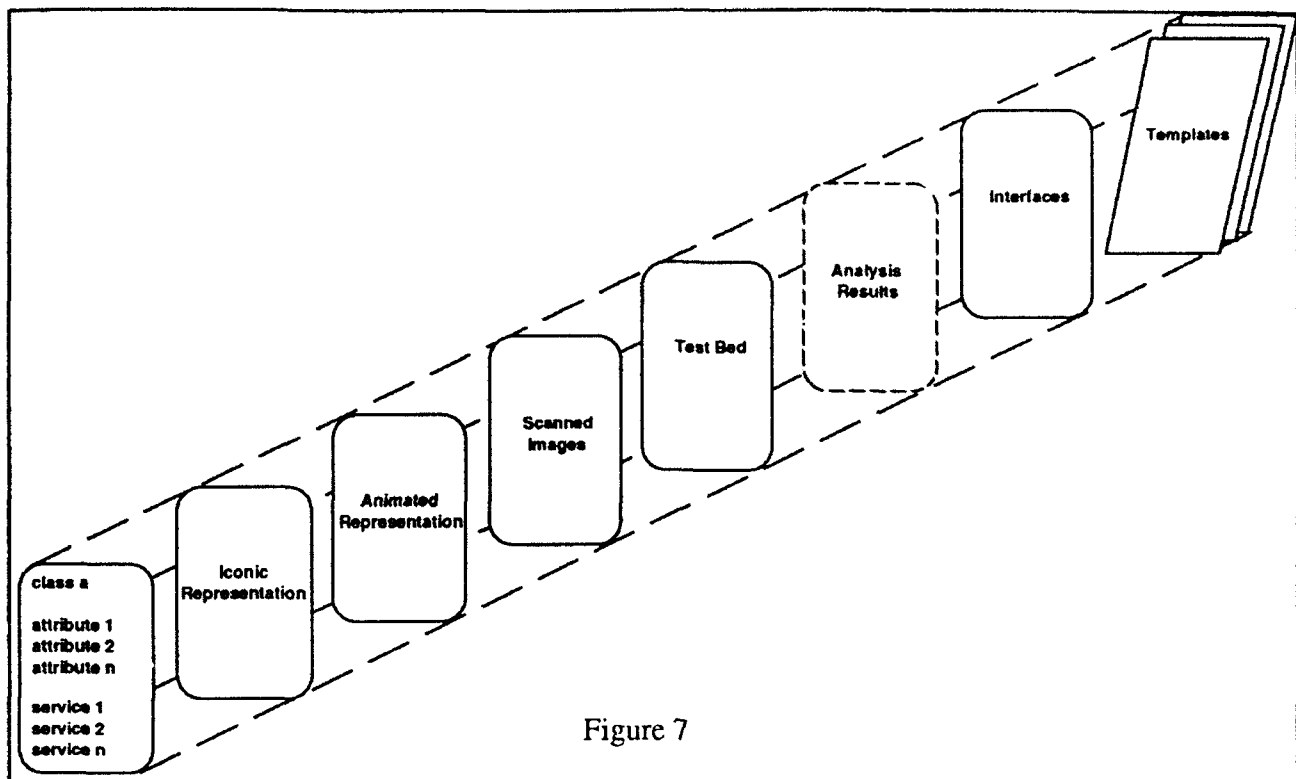 Templates
Interfaces
Analysis
Results
Test Bed
Scanned
Images
Animated
Representation
Iconic
Representation
class a
attribute 1
attribute 2
attribute n
service 1
service 2
service n
Figure 7